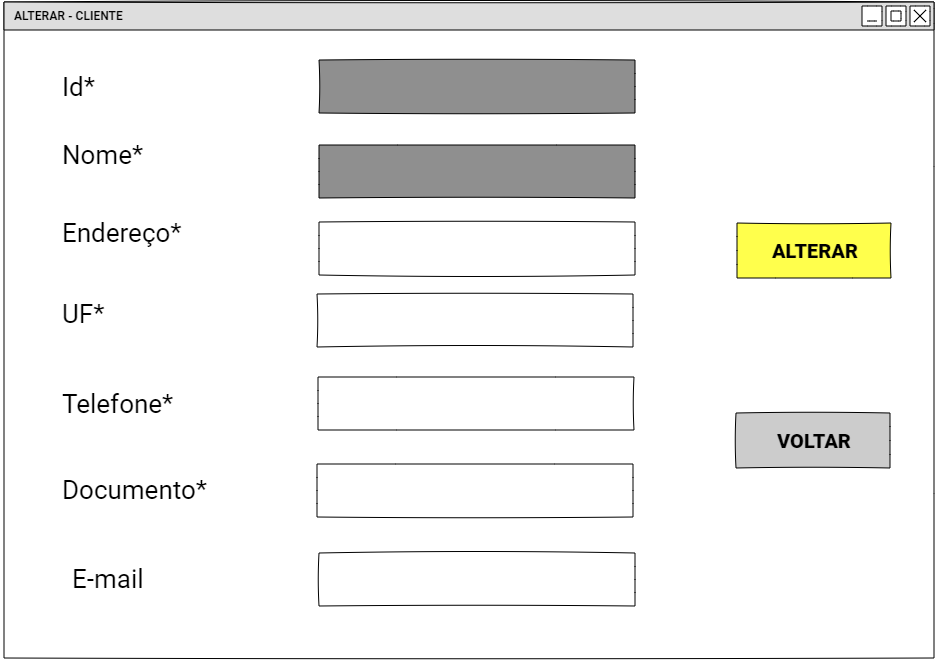 ALTERAR - CLIENTE
Id*
Nome*
Endereço*
ALTERAR
UF*
Telefone*
VOLTAR
Documento*
E-mail